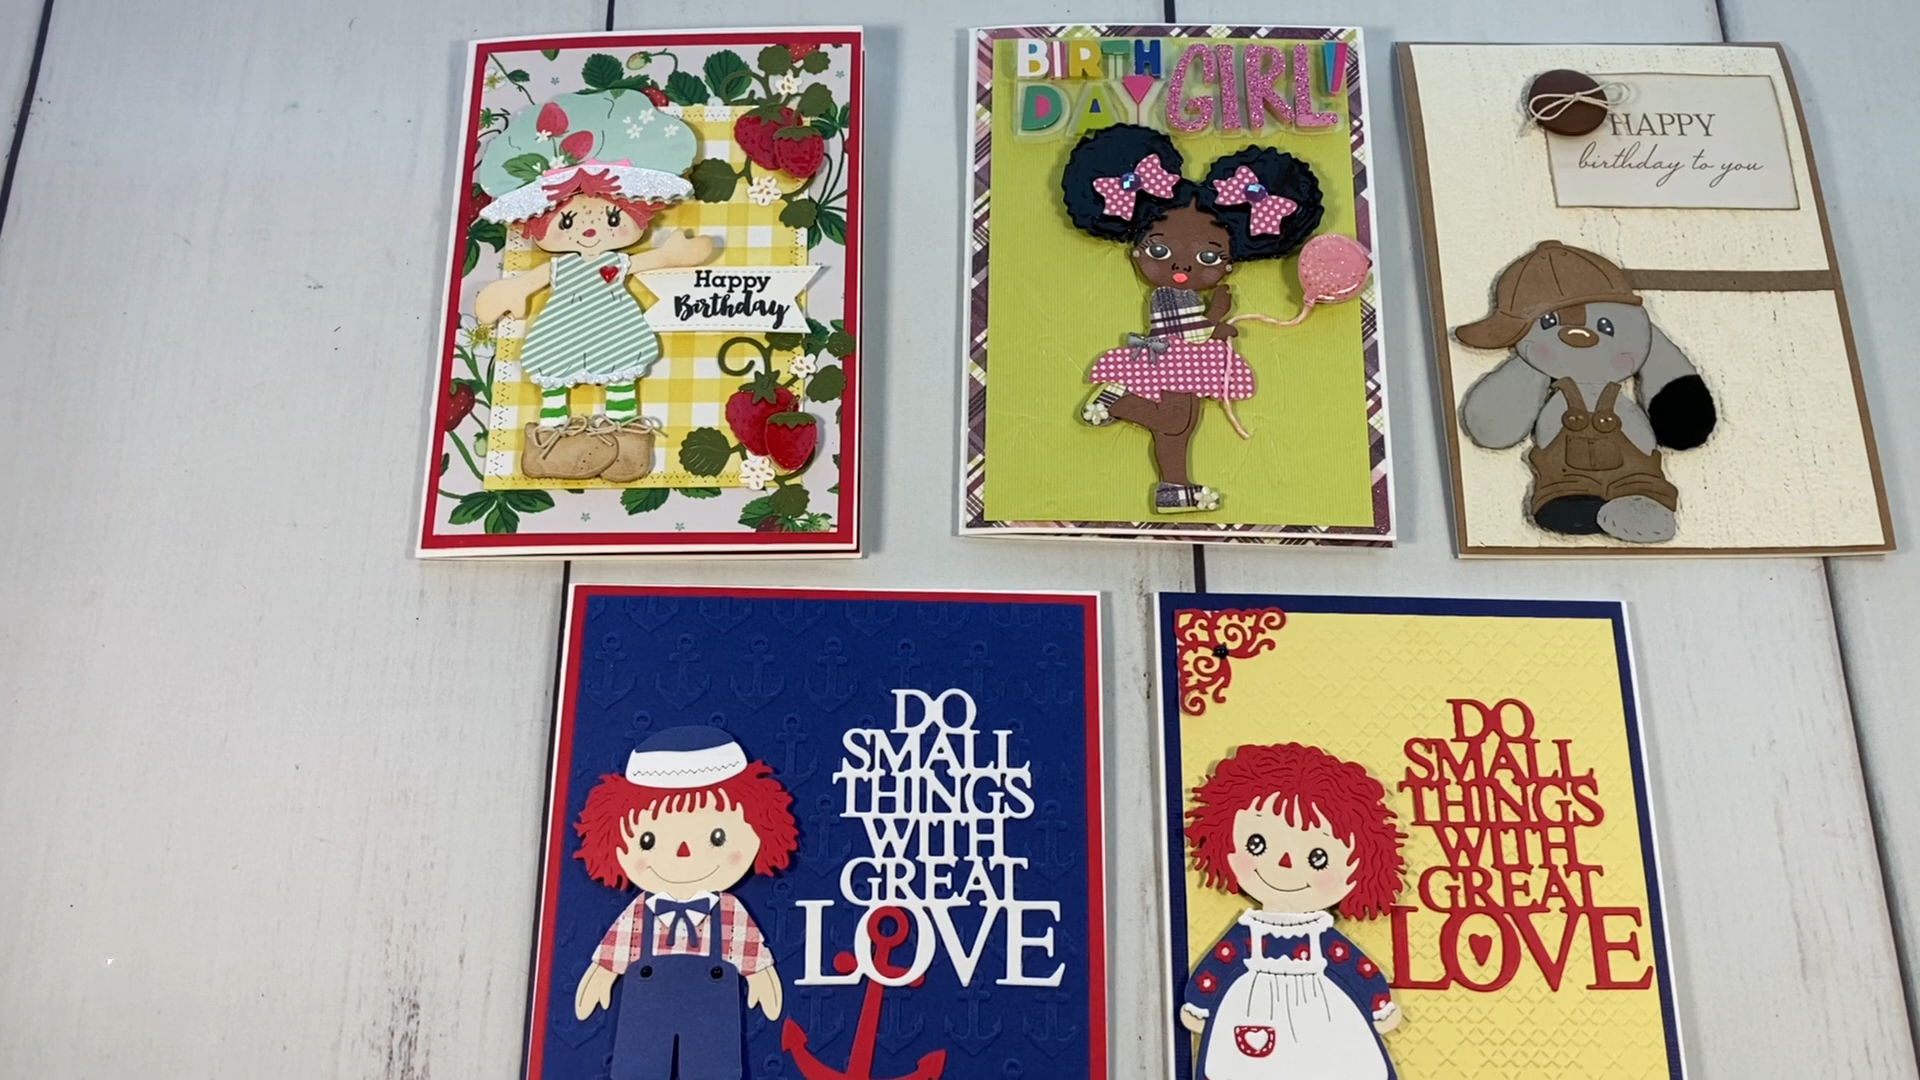 Happy
Birthday
BIRTH
DAY
GIRL!
HAPPY
birthday to you
DO
SMALL
THINGS
WITH
GREAT
LOVE
DO
SMALL
THINGS
WITH
GREAT
LOVE